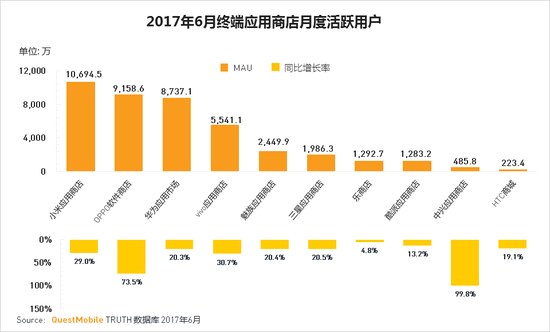 2017年6月终端应用商店月度活跃用户
单位: 万
MAU 同比增长率
12,000
8,000
4,000
0
10,694.5
9,158.6
8,737.1
5,541.1
2,449.9
1,986.3
1,292.7
1,283.2
485.8
223.4
小米应用商店
OPPO软件商店
华为应用市场
vivo应用商店
魅族应用商店
三星应用商店
乐商店
酷派应用商店
中兴应用商店
HTC商城
0%
50%
100%
150%
29.0%
73.5%
20.3%
30.7%
20.4%
20.5%
4.8%
13.2%
99.8%
19.1%
Source: QuestMobile TRUTH 数据库 2017年6月